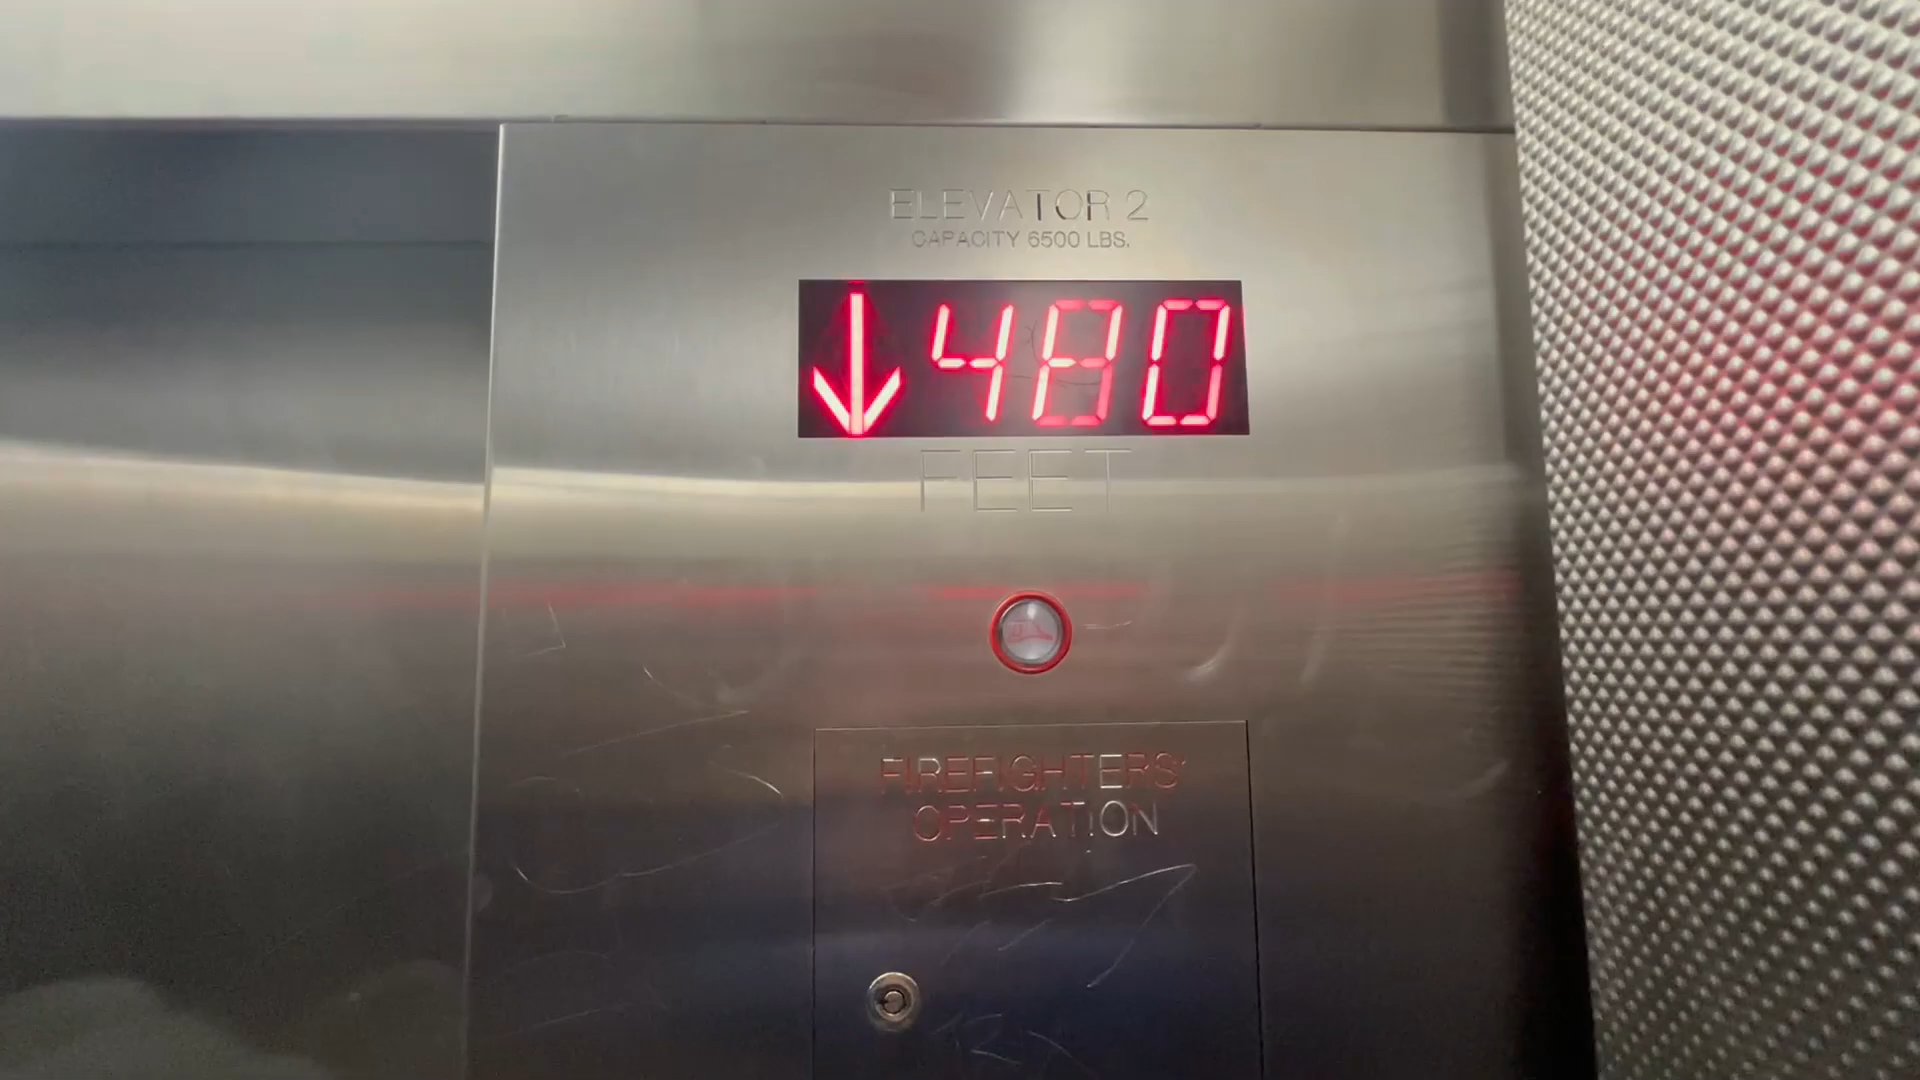 ELEVATOR 2
CAPACITY 6500 LBS.
480
FEET
FIREFIGHTERS'
OPERATION